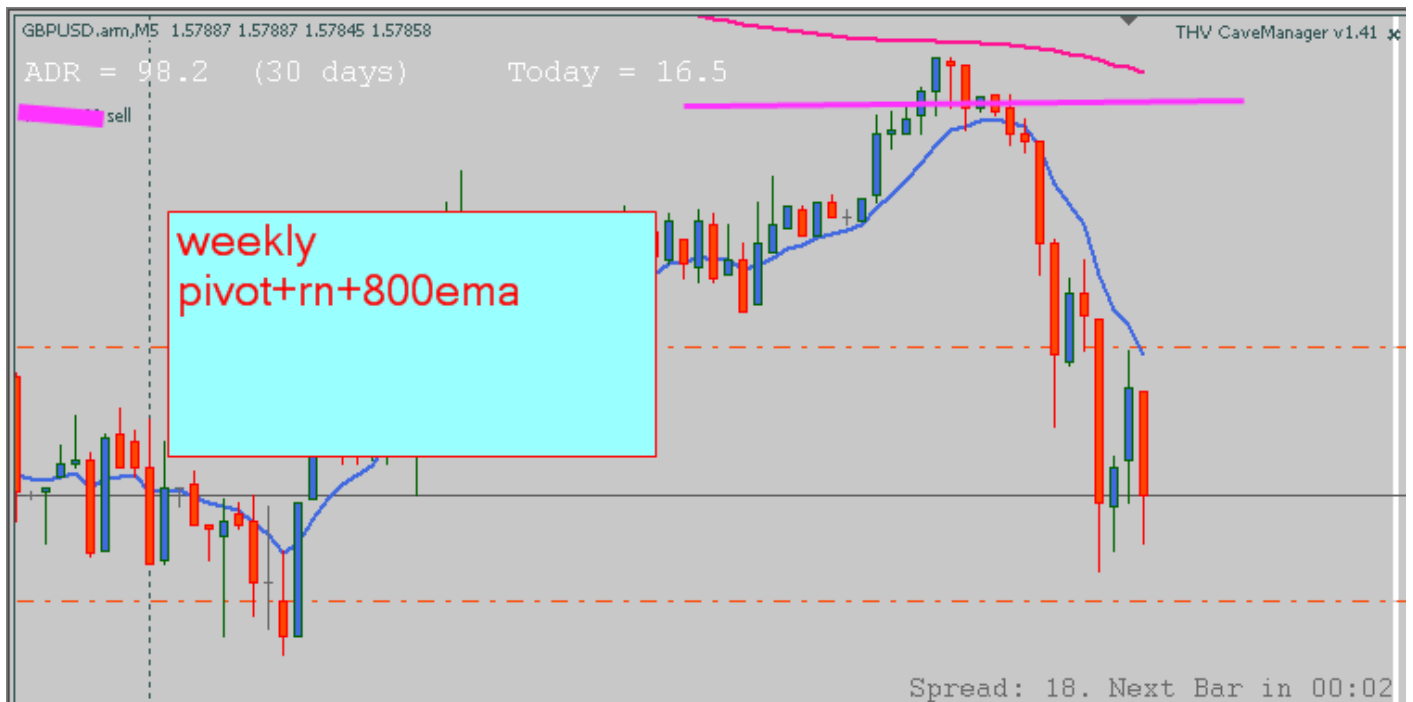 GBPUSD.arm,M5 1.57887 1.57887 1.57845 1.57858
THV CaveManager v1.41
ADR = 98.2 (30 days) Today = 16.5
sell
weekly
pivot+rn+800ema
Spread: 18. Next Bar in 00:02